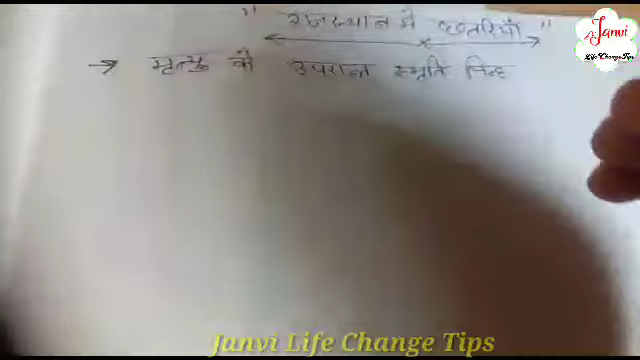 " राजस्थान में छतरियाँ "
→ मृत्यु के उपरान्त स्मृति चिन्ह
Janvi
Life Change Tips
Janvi Life Change Tips